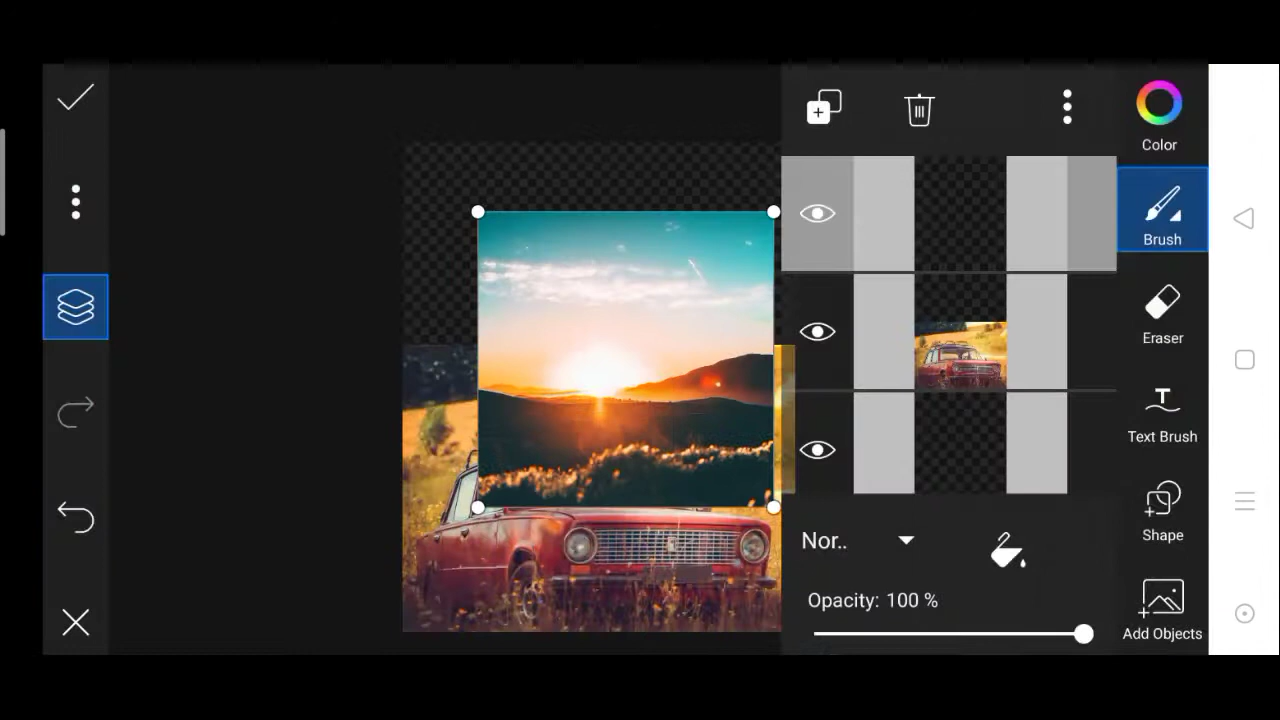 Color
Brush
Eraser
Text Brush
Shape
Add Objects
Nor..
Opacity: 100 %